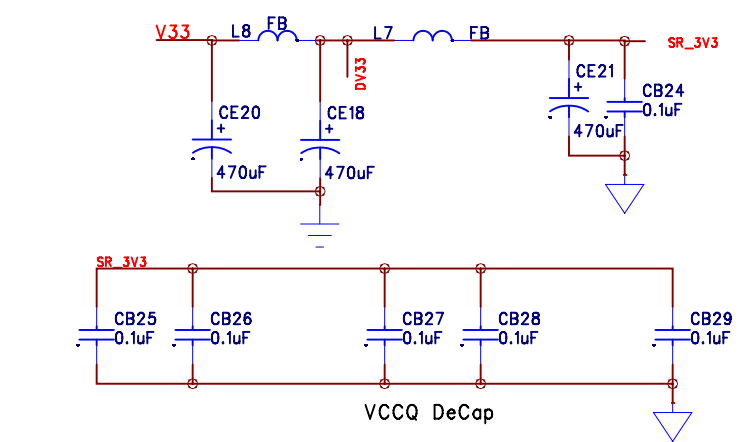 V33
L8
FB
L7
FB
SR_3V3
DV33
CE20
+
470uF
CE18
+
470uF
CE21
+
470uF
CB24
0.1uF
SR_3V3
CB25
0.1uF
CB26
0.1uF
CB27
0.1uF
CB28
0.1uF
CB29
0.1uF
VCCQ DeCap